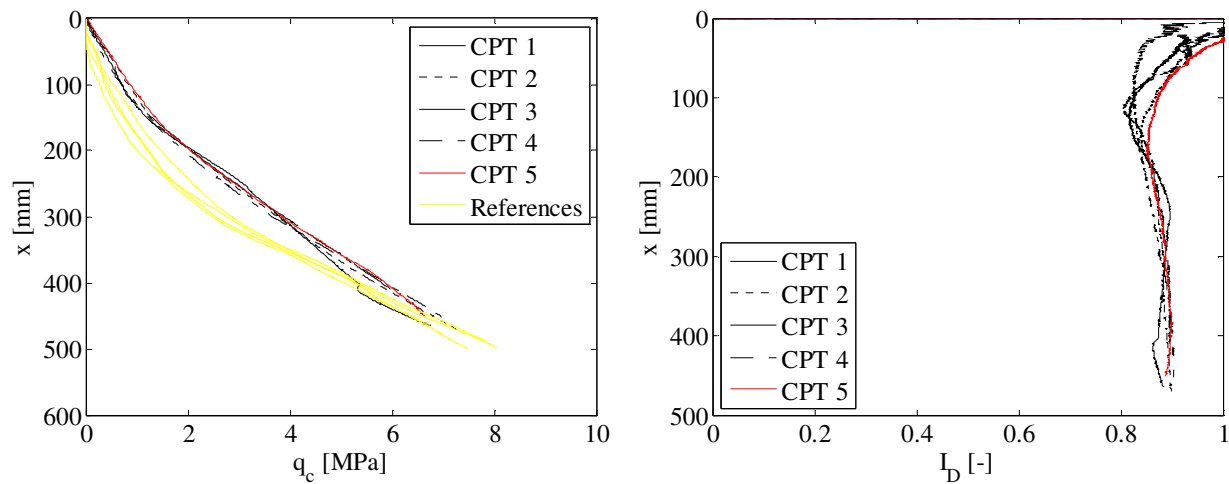 0
100
200
300
400
500
600
x [mm]
0 2 4 6 8 10
q_c [MPa]
CPT 1
CPT 2
CPT 3
CPT 4
CPT 5
References
0
100
200
300
400
500
x [mm]
0 0.2 0.4 0.6 0.8 1
I_D [-]
CPT 1
CPT 2
CPT 3
CPT 4
CPT 5